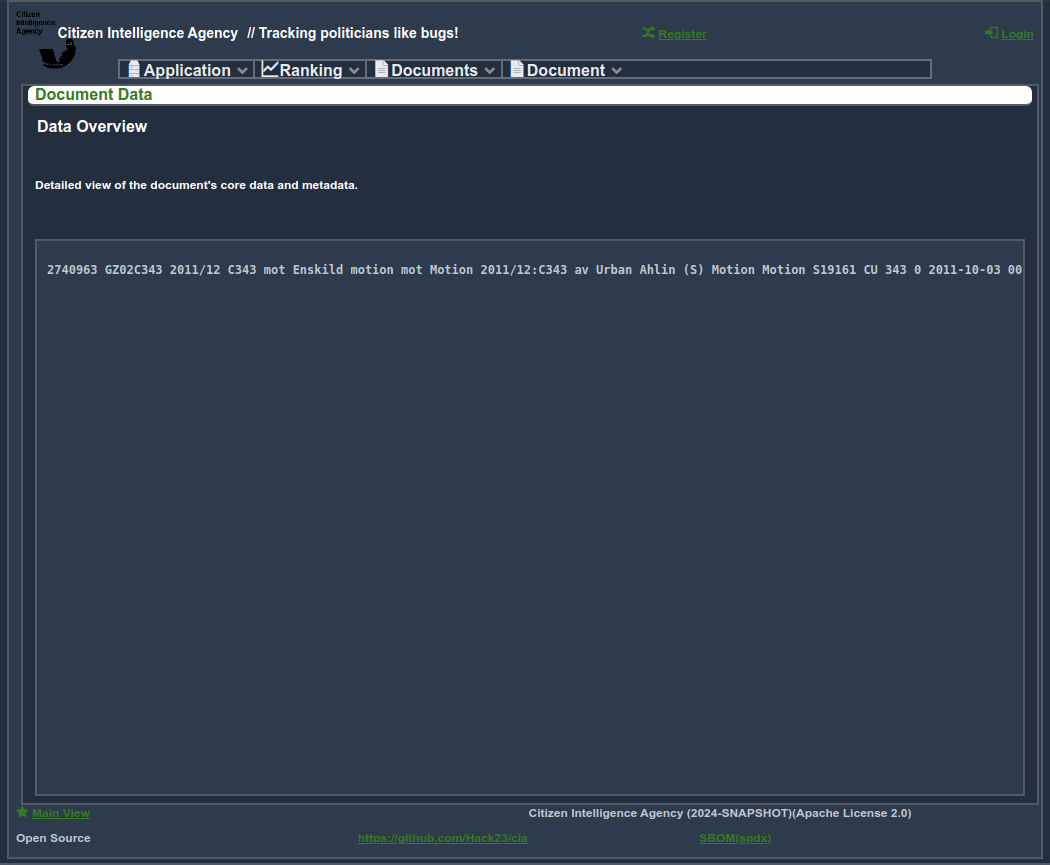 Citizen
Intelligence
Agency
Citizen Intelligence Agency // Tracking politicians like bugs!
Register
Login
Application
Ranking
Documents
Document
Document Data
Data Overview
Detailed view of the document's core data and metadata.
2740963 GZ02C343 2011/12 C343 mot Enskild motion mot Motion 2011/12:C343 av Urban Ahlin (S) Motion Motion S19161 CU 343 0 2011-10-03 00
Main View
Citizen Intelligence Agency (2024-SNAPSHOT)(Apache License 2.0)
Open Source
https://github.com/Hack23/cia
SBOM(spdx)